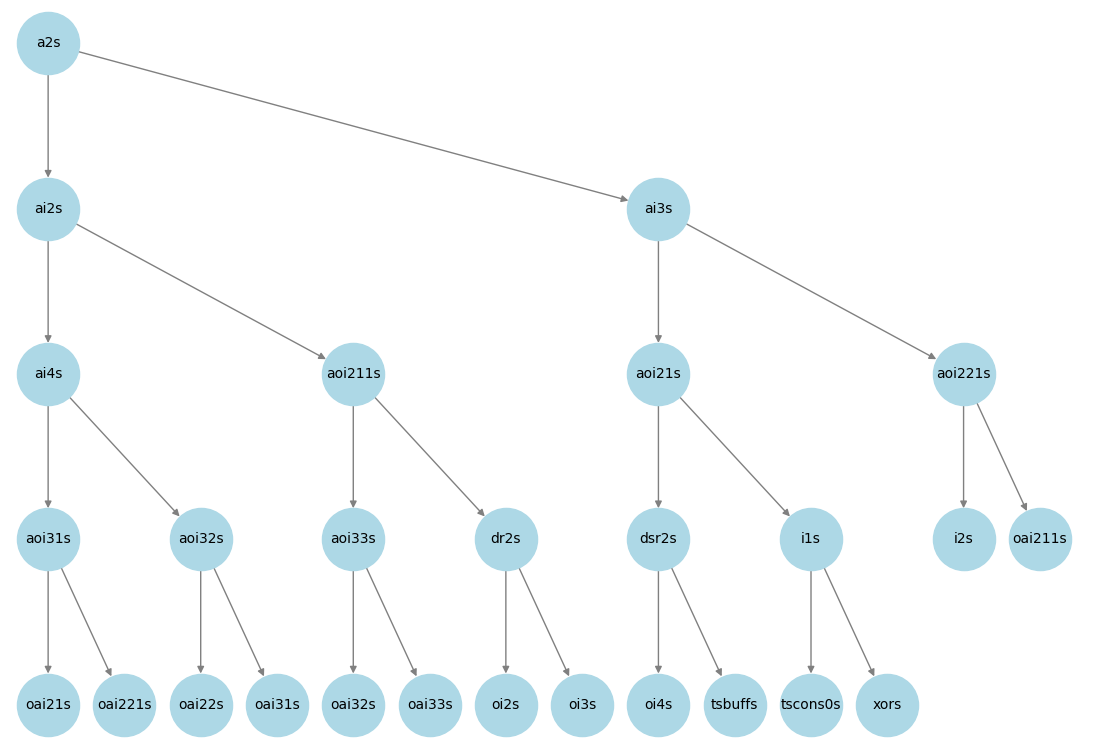 a2s
ai2s ai3s
ai4s aoi211s aoi21s aoi221s
aoi31s aoi32s aoi33s dr2s dsr2s i1s i2s oai211s
oai21s oai221s oai22s oai31s oai32s oai33s oi2s oi3s oi4s tsbuffs tscons0s xors